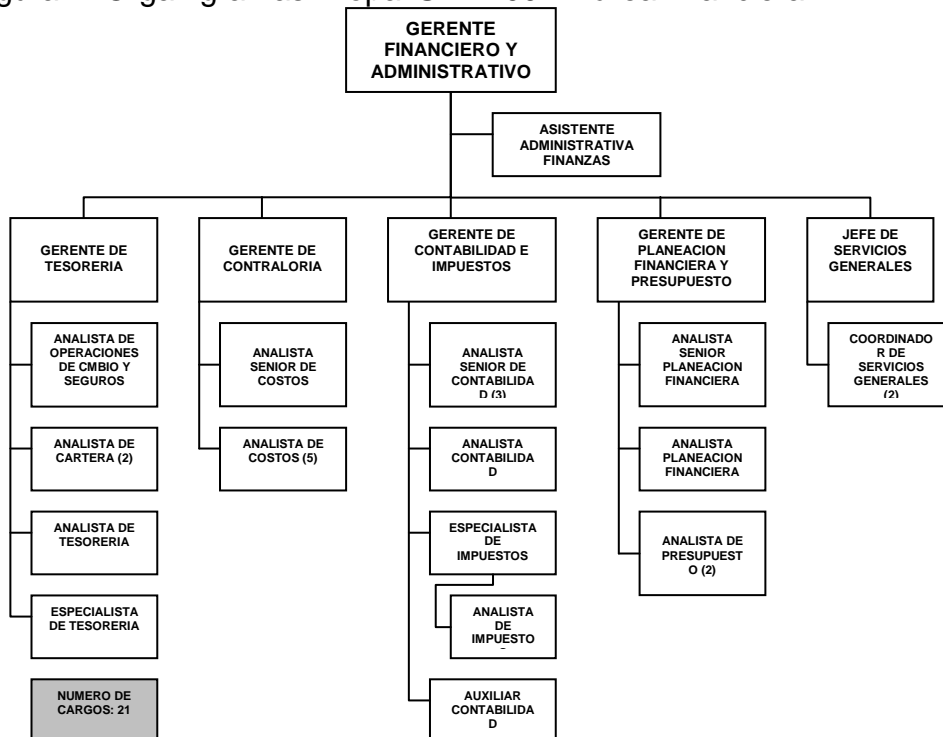 GERENTE
FINANCIERO Y
ADMINISTRATIVO
ASISTENTE
ADMINISTRATIVA
FINANZAS
GERENTE DE
TESORERIA
GERENTE DE
CONTRALORIA
GERENTE DE
CONTABILIDAD E
IMPUESTOS
GERENTE DE
PLANEACION
FINANCIERA Y
PRESUPUESTO
JEFE DE
SERVICIOS
GENERALES
ANALISTA DE
OPERACIONES
DE CMBIO Y
SEGUROS
ANALISTA
SENIOR DE
COSTOS
ANALISTA
SENIOR DE
CONTABILIDA
D (3)
ANALISTA
SENIOR
PLANEACION
FINANCIERA
COORDINADO
R DE
SERVICIOS
GENERALES
(2)
ANALISTA DE
CARTERA (2)
ANALISTA DE
COSTOS (5)
ANALISTA
CONTABILIDA
D
ANALISTA
PLANEACION
FINANCIERA
ANALISTA DE
TESORERIA
ESPECIALISTA
DE
IMPUESTOS
ANALISTA DE
PRESUPUEST
O (2)
ESPECIALISTA
DE TESORERIA
ANALISTA
DE
IMPUESTO
NUMERO DE
CARGOS: 21
AUXILIAR
CONTABILIDA
D